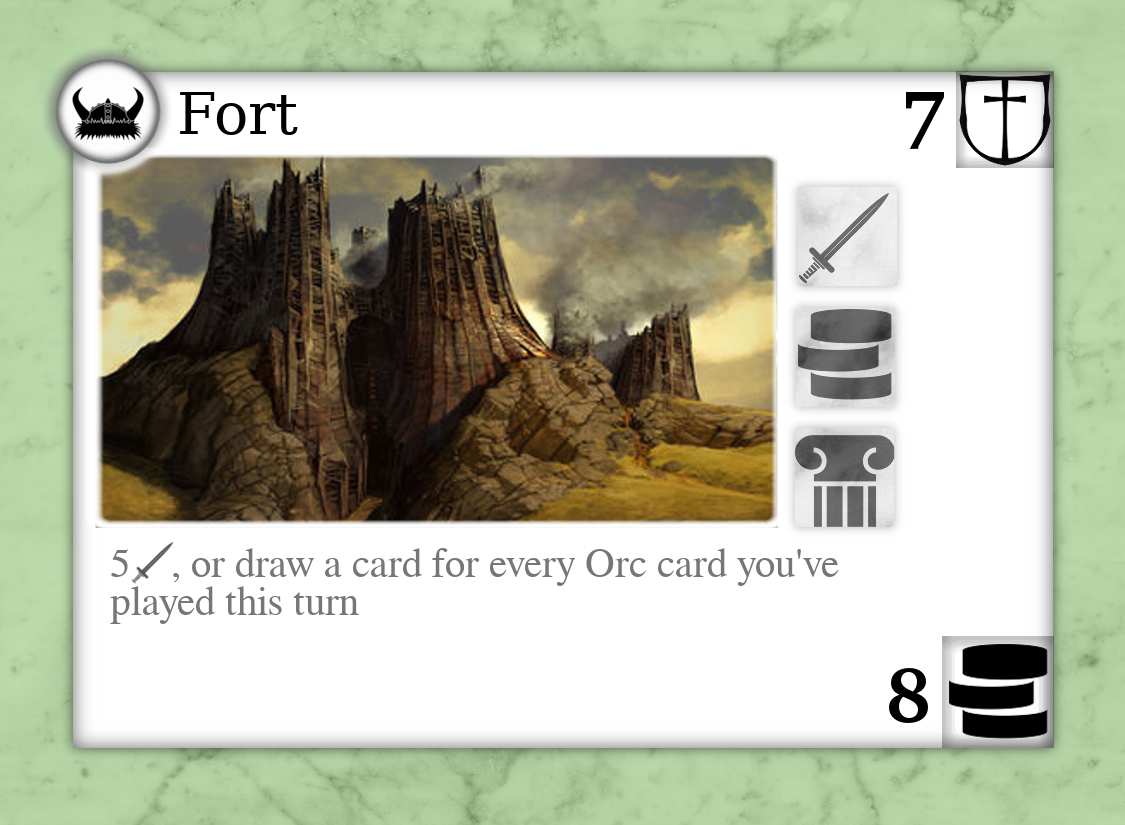 Fort
7
5, or draw a card for every Orc card you've
played this turn
8